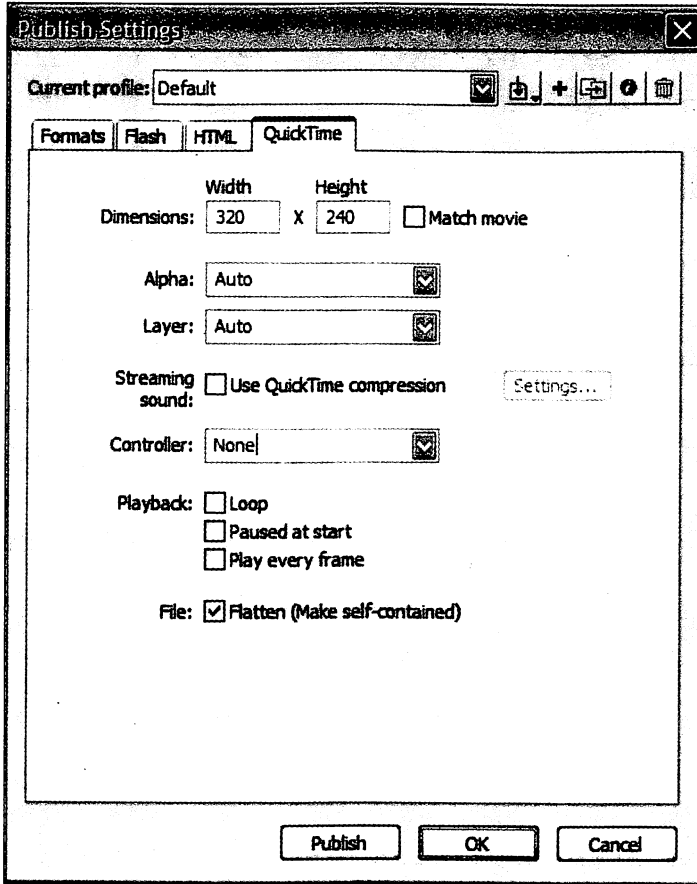 Publish Settings
Current profile: Default
Formats Flash HTML QuickTime
Width Height
Dimensions: 320 X 240 Match movie
Alpha: Auto
Layer: Auto
Streaming sound: Use QuickTime compression Settings...
Controller: None
Playback: Loop
Paused at start
Play every frame
File: Flatten (Make self-contained)
Publish OK Cancel